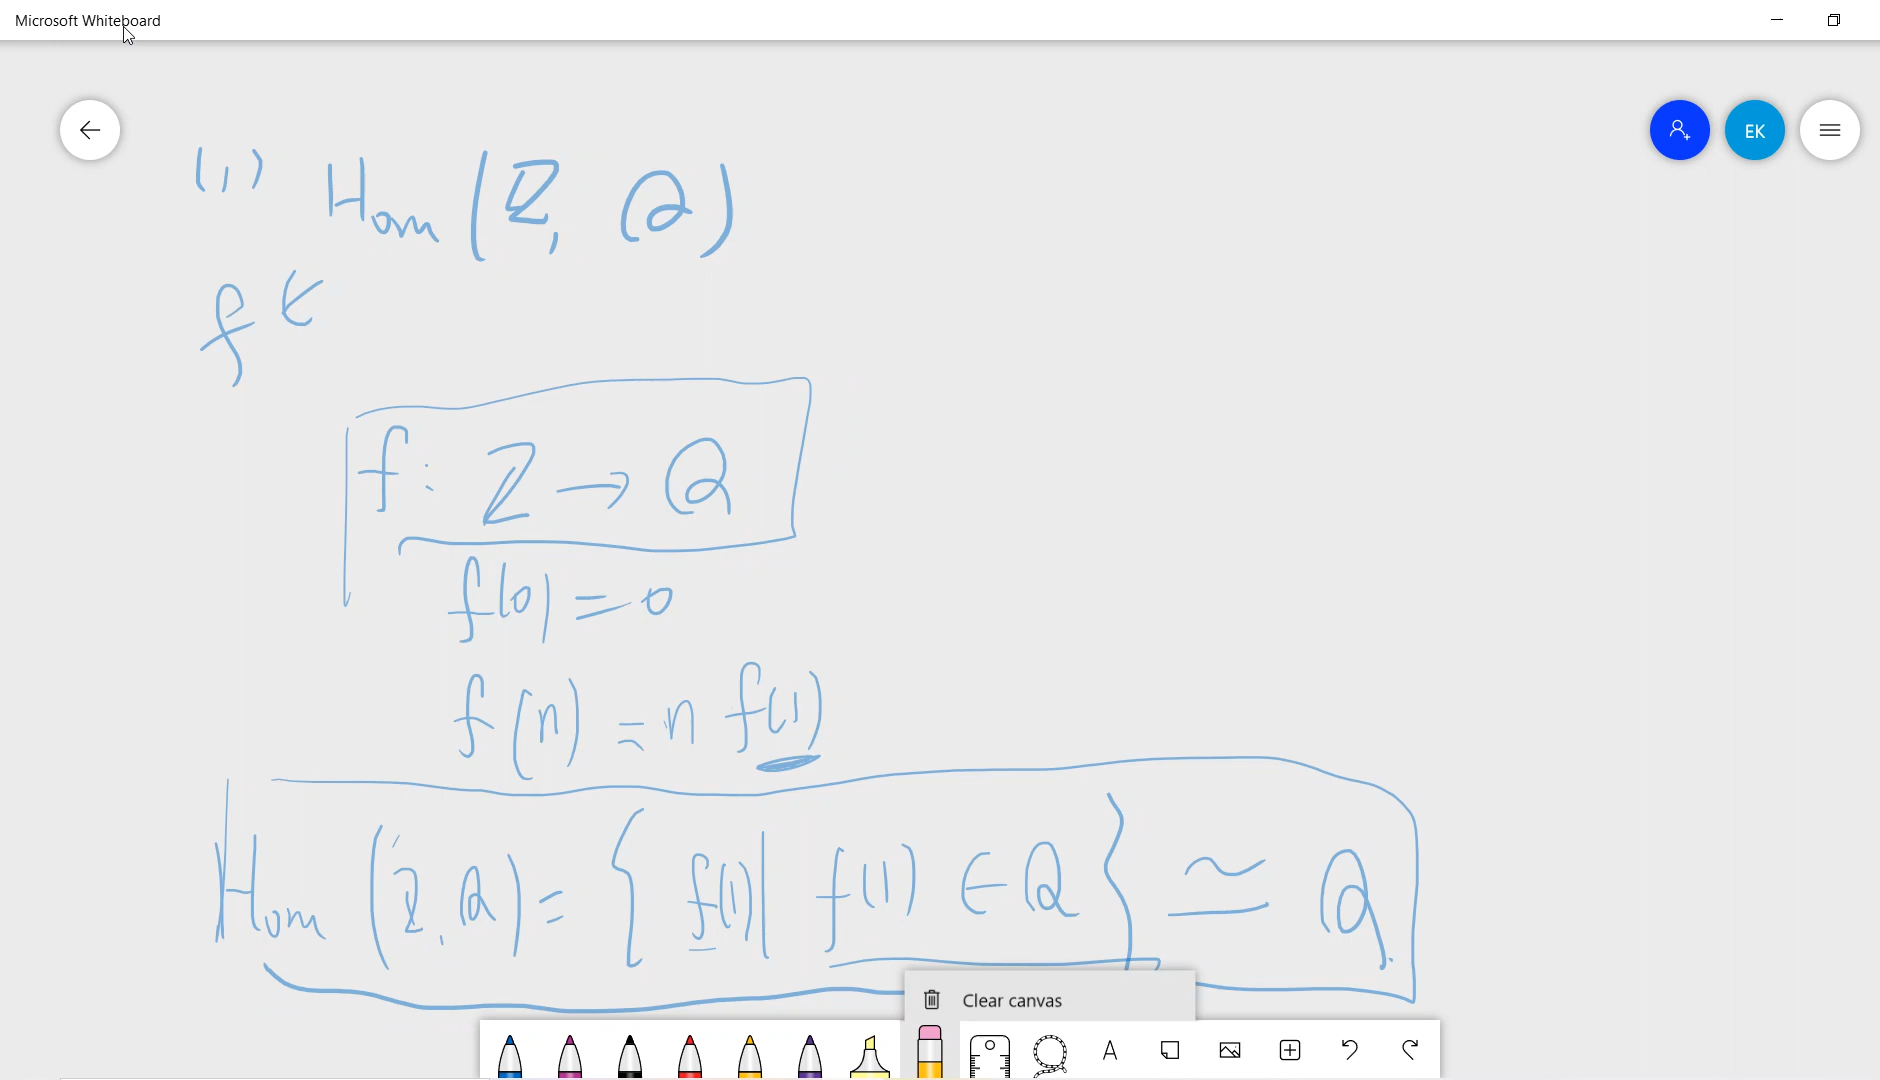 Microsoft Whiteboard
EK
(1) Hom (Z, Q)
f ∈
f: Z → Q
f(0) = 0
f(n) = n f(1)
Hom (Z, Q) = { f(1) | f(1) ∈ Q } ≃ Q.
Clear canvas
A